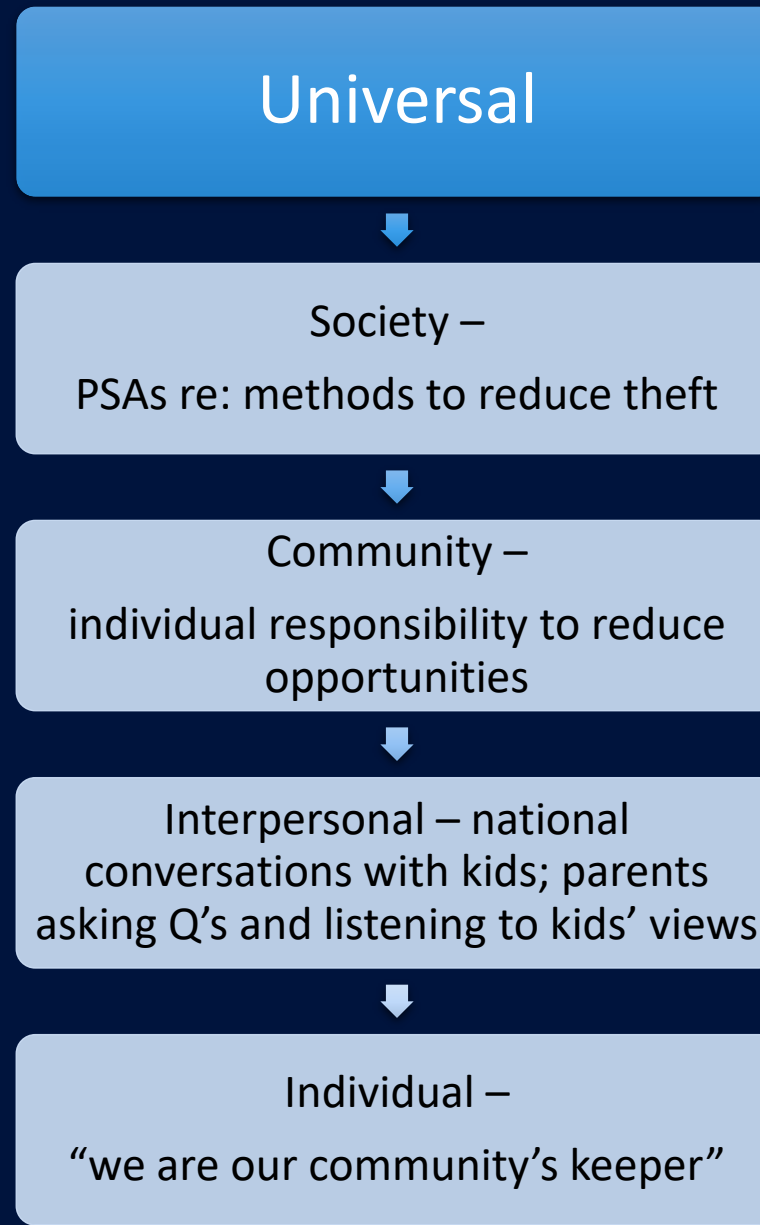 Universal
Society –
PSAs re: methods to reduce theft
Community –
individual responsibility to reduce
opportunities
Interpersonal – national
conversations with kids; parents
asking Q’s and listening to kids’ views
Individual –
“we are our community’s keeper”